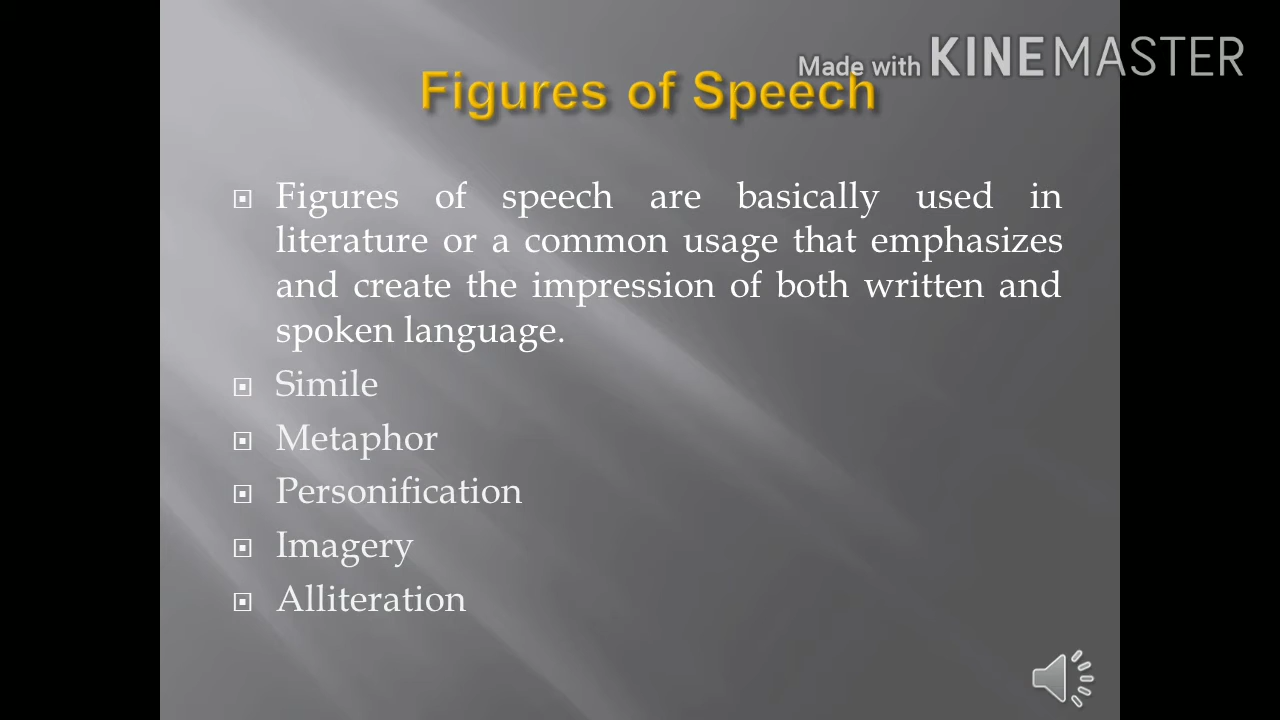 Made with KINEMASTER
Figures of Speech
Figures of speech are basically used in
literature or a common usage that emphasizes
and create the impression of both written and
spoken language.
Simile
Metaphor
Personification
Imagery
Alliteration